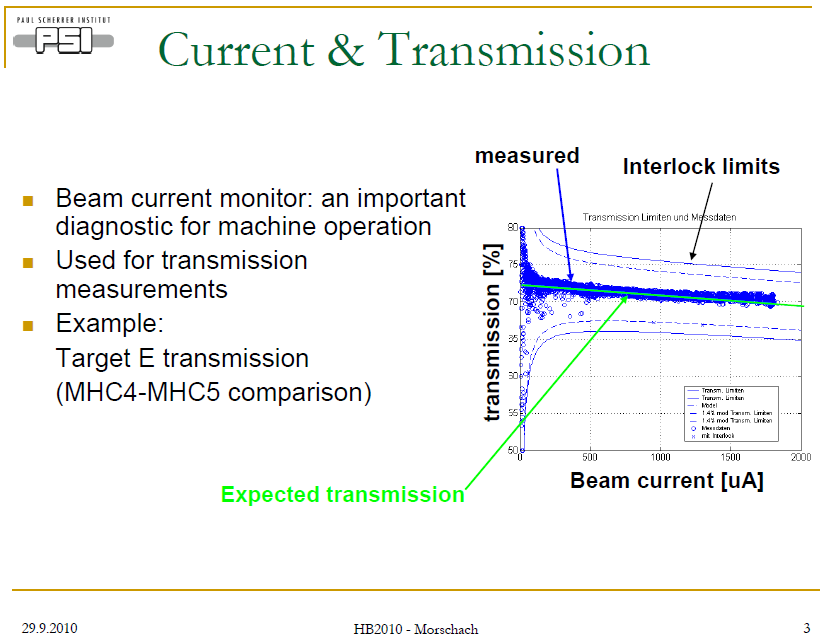 PAUL SCHERRER INSTITUT
PSI
Current & Transmission
Beam current monitor: an important
diagnostic for machine operation
Used for transmission
measurements
Example:
Target E transmission
(MHC4-MHC5 comparison)
measured
Interlock limits
Transmission Limiten und Messdaten
transmission [%]
80
75
70
65
60
55
50
0 500 1000 1500 2000
Transm. Limiten
Transm. Limiten
Model
1.4% mod Transm. Limiten
1.4% mod Transm. Limiten
Messdaten
mit Interlock
Beam current [uA]
Expected transmission
29.9.2010
HB2010 - Morschach
3